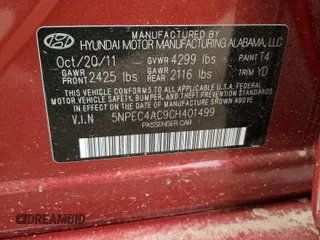 HYUNDAI MOTOR MANUFACTURING ALABAMA, LLC
Oct/20/11 GVWR 4299 lbs PAINT T4
GAWR FRONT 2425 lbs GAWR REAR 2116 lbs TRIM YD
THIS VEHICLE CONFORMS TO ALL APPLICABLE FEDERAL MOTOR
VEHICLE SAFETY, BUMPER, AND THEFT PREVENTION STANDARDS
IN EFFECT ON THE DATE OF MANUFACTURE SHOWN ABOVE.
V.I.N 5NPEC4AC9CH401499
PASSENGER CAR
DREAMBID